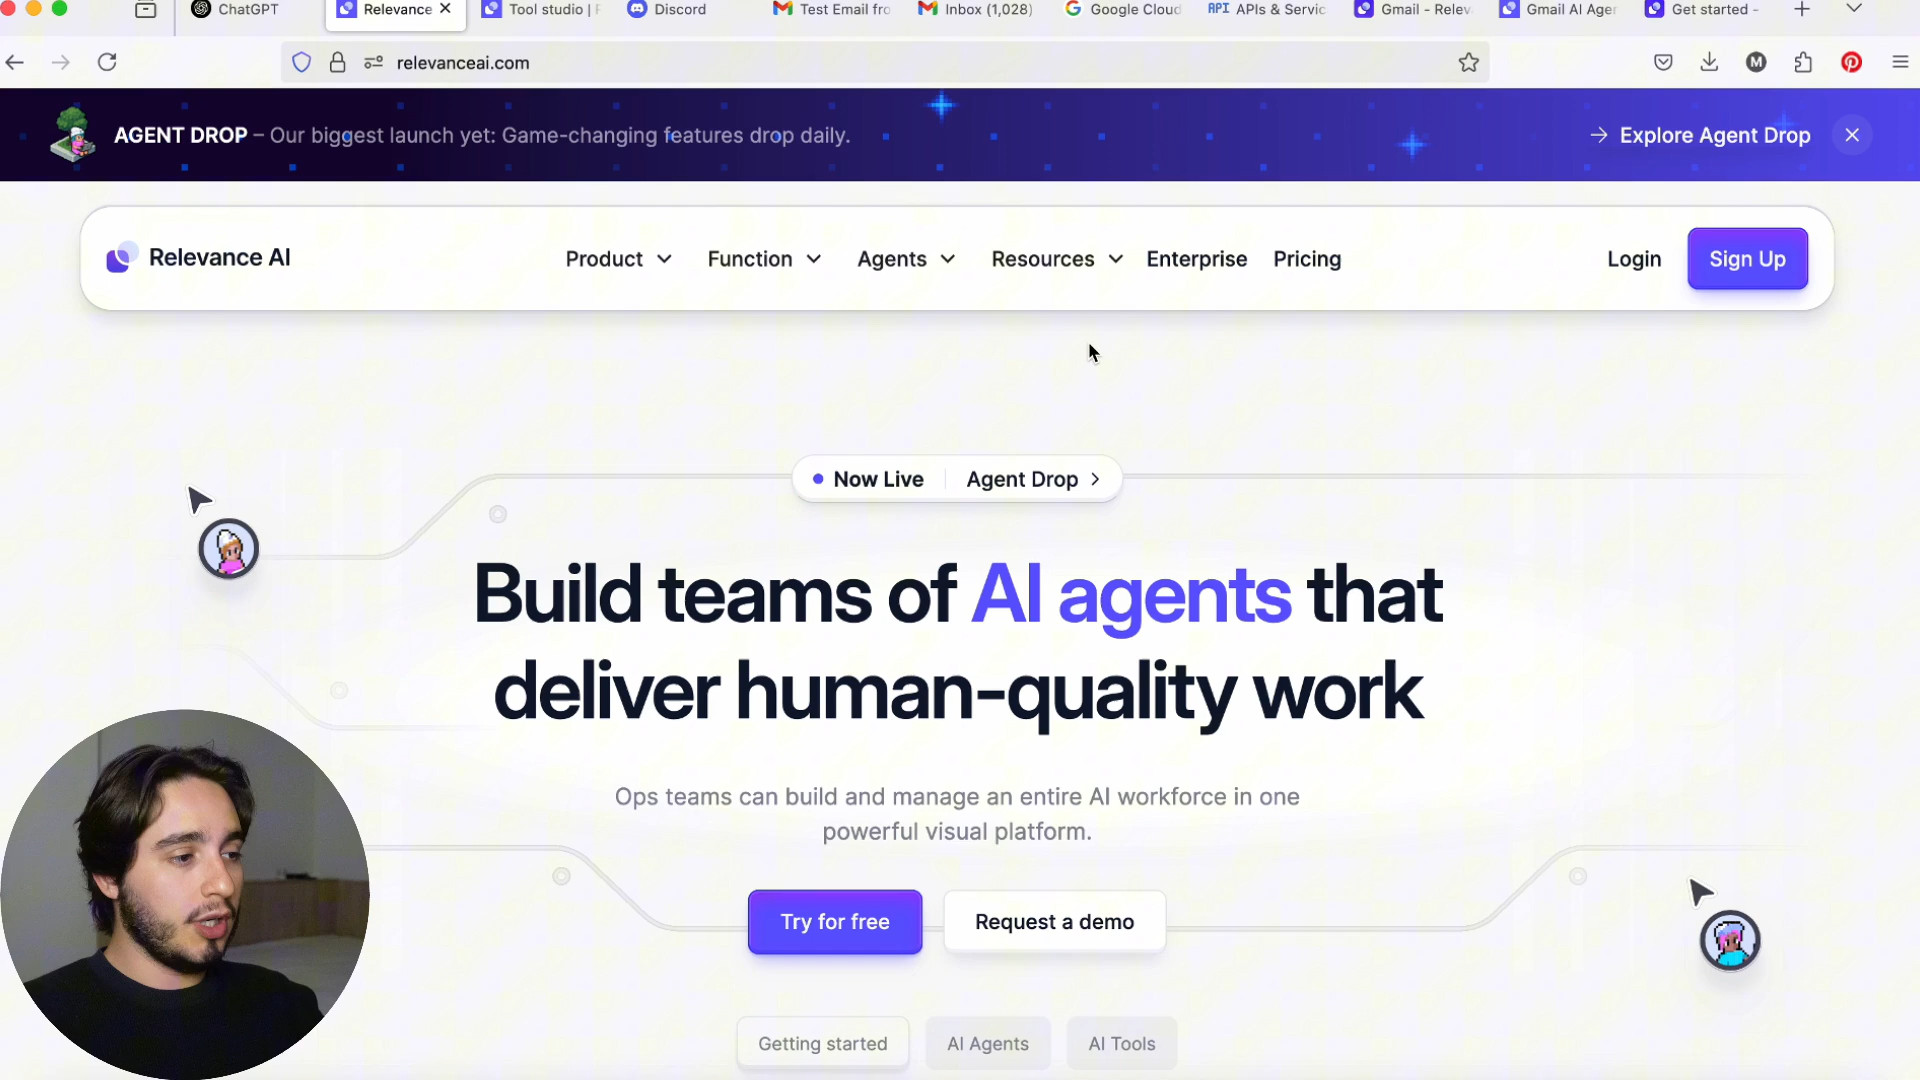 ChatGPT
Relevance
Tool studio |
Discord
Test Email fro
Inbox (1,028)
Google Cloud
API APIs & Servic
Gmail - Relev
Gmail AI Ager
Get started -
relevanceai.com
AGENT DROP – Our biggest launch yet: Game-changing features drop daily.
→ Explore Agent Drop
Relevance AI
Product
Function
Agents
Resources
Enterprise
Pricing
Login
Sign Up
Now Live
Agent Drop
Build teams of AI agents that
deliver human-quality work
Ops teams can build and manage an entire AI workforce in one
powerful visual platform.
Try for free
Request a demo
Getting started
AI Agents
AI Tools